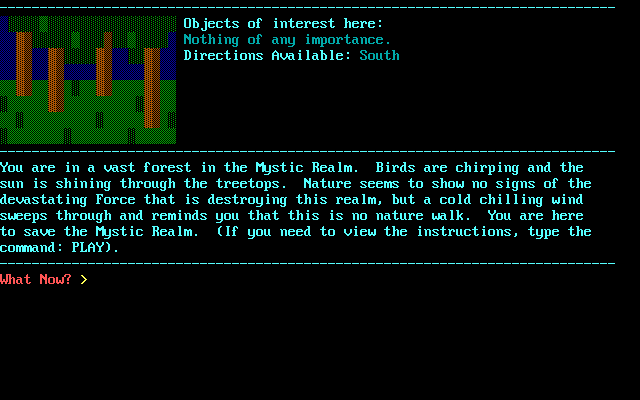 Objects of interest here:
Nothing of any importance.
Directions Available: South
You are in a vast forest in the Mystic Realm.  Birds are chirping and the
sun is shining through the treetops.  Nature seems to show no signs of the
devastating Force that is destroying this realm, but a cold chilling wind
sweeps through and reminds you that this is no nature walk.  You are here
to save the Mystic Realm.  (If you need to view the instructions, type the
command: PLAY).
What Now? >